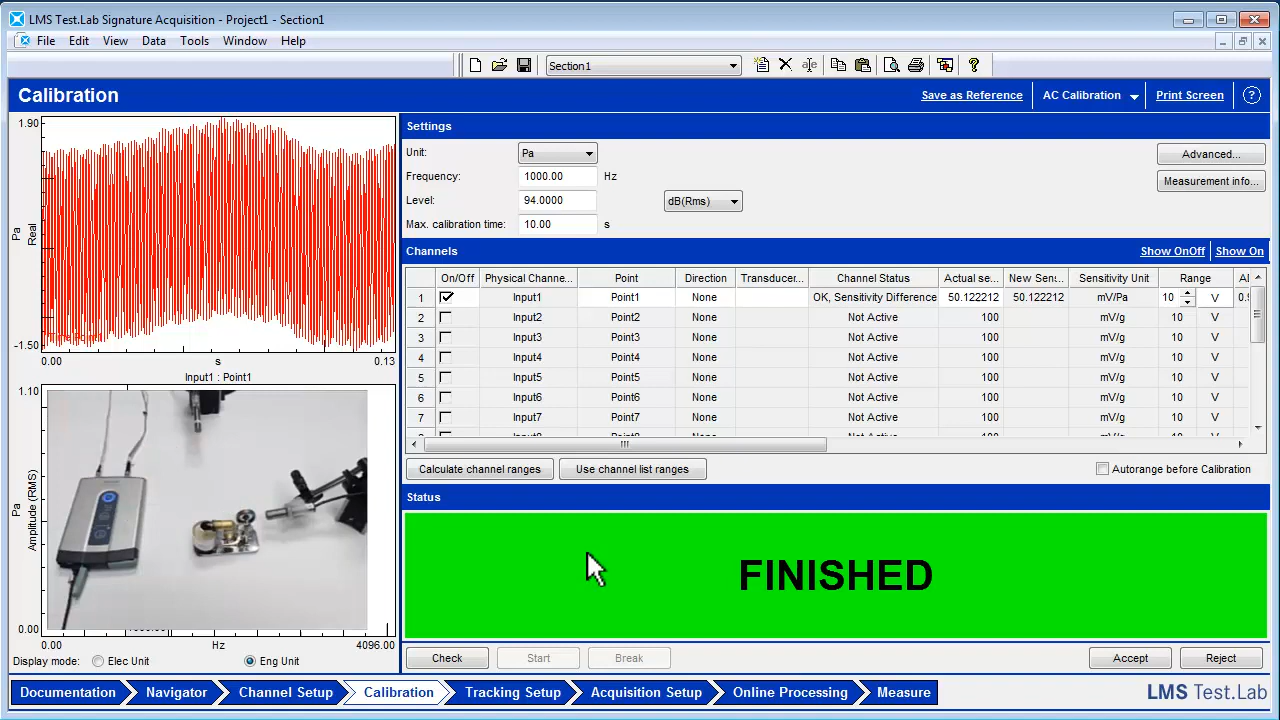 LMS Test.Lab Signature Acquisition - Project1 - Section1
File Edit View Data Tools Window Help
Section1
Calibration
Save as Reference AC Calibration Print Screen ?
1.90
Pa
Real
-1.50
0.00 s 0.13
Input1 : Point1
1.10
Pa
Amplitude (RMS)
0.00
0.00 Hz 4096.00
Display mode: Elec Unit Eng Unit
Settings
Unit: Pa
Frequency: 1000.00 Hz
Level: 94.0000 dB(Rms)
Max. calibration time: 10.00 s
Advanced...
Measurement info...
Channels Show OnOff Show On
On/Off Physical Channe... Point Direction Transducer... Channel Status Actual se... New Sens... Sensitivity Unit Range
1 Input1 Point1 None OK, Sensitivity Difference 50.122212 50.122212 mV/Pa 10 V
2 Input2 Point2 None Not Active 100 mV/g 10 V
3 Input3 Point3 None Not Active 100 mV/g 10 V
4 Input4 Point4 None Not Active 100 mV/g 10 V
5 Input5 Point5 None Not Active 100 mV/g 10 V
6 Input6 Point6 None Not Active 100 mV/g 10 V
7 Input7 Point7 None Not Active 100 mV/g 10 V
Calculate channel ranges Use channel list ranges Autorange before Calibration
Status
FINISHED
Check Start Break Accept Reject
Documentation Navigator Channel Setup Calibration Tracking Setup Acquisition Setup Online Processing Measure LMS Test.Lab